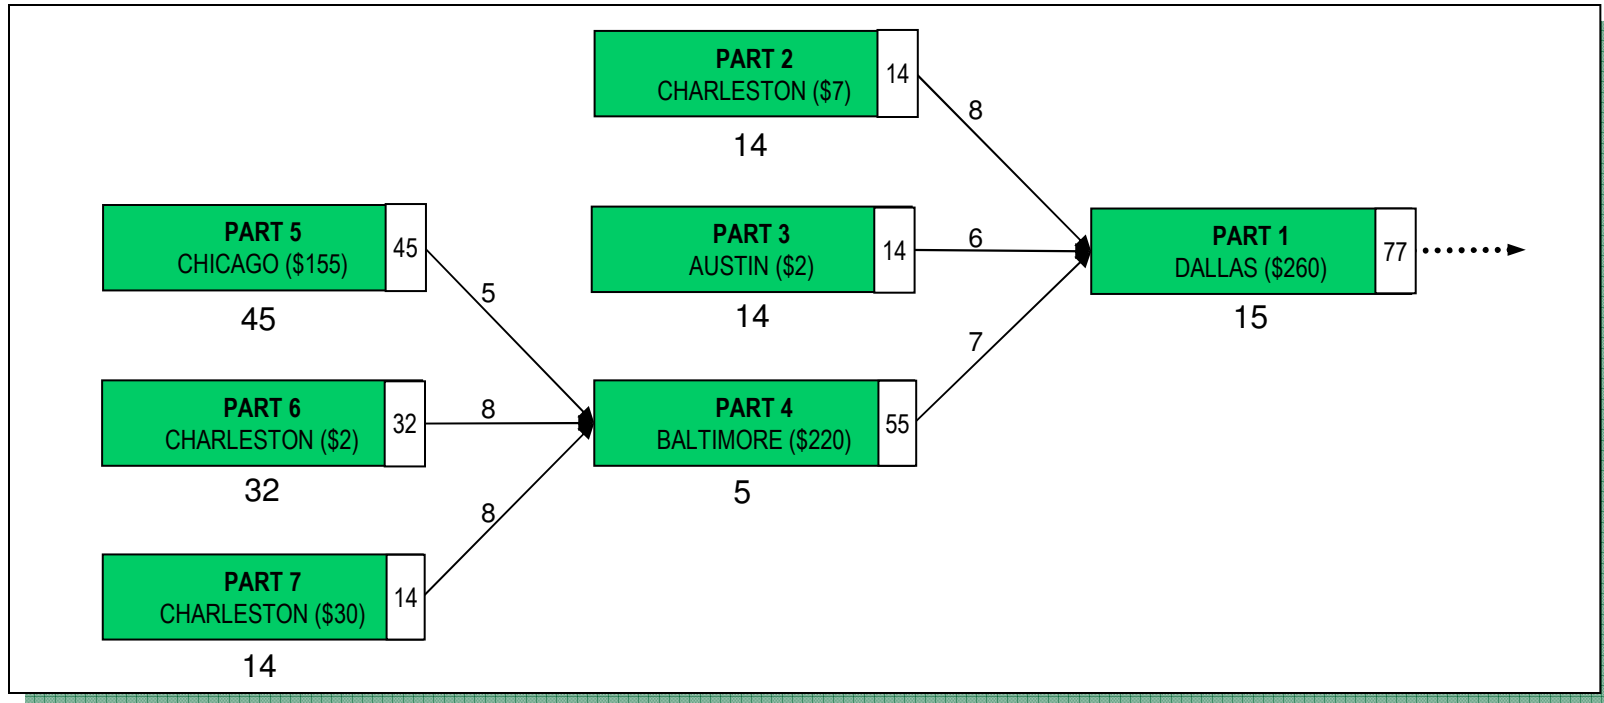 PART 2
CHARLESTON ($7)
14
14
8
PART 5
CHICAGO ($155)
45
45
5
PART 3
AUSTIN ($2)
14
14
6
PART 1
DALLAS ($260)
77
15
7
PART 6
CHARLESTON ($2)
32
32
8
PART 4
BALTIMORE ($220)
55
5
8
PART 7
CHARLESTON ($30)
14
14